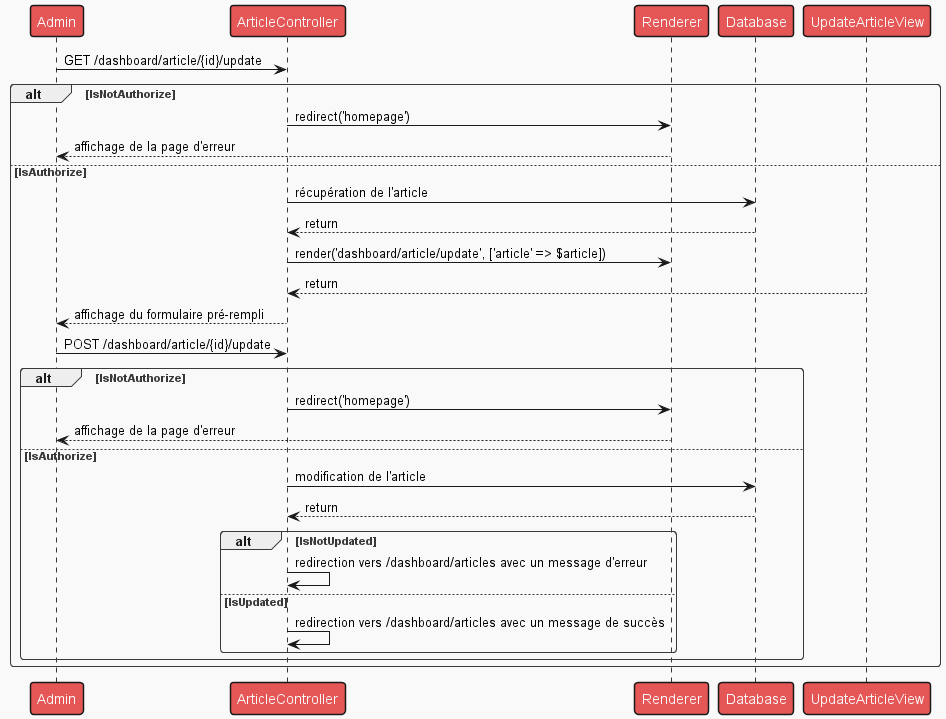 Admin ArticleController Renderer Database UpdateArticleView
GET /dashboard/article/{id}/update
alt [IsNotAuthorize]
redirect('homepage')
affichage de la page d'erreur
[IsAuthorize]
récupération de l'article
return
render('dashboard/article/update', ['article' => $article])
return
affichage du formulaire pré-rempli
POST /dashboard/article/{id}/update
alt [IsNotAuthorize]
redirect('homepage')
affichage de la page d'erreur
[IsAuthorize]
modification de l'article
return
alt [IsNotUpdated]
redirection vers /dashboard/articles avec un message d'erreur
[IsUpdated]
redirection vers /dashboard/articles avec un message de succès
Admin ArticleController Renderer Database UpdateArticleView